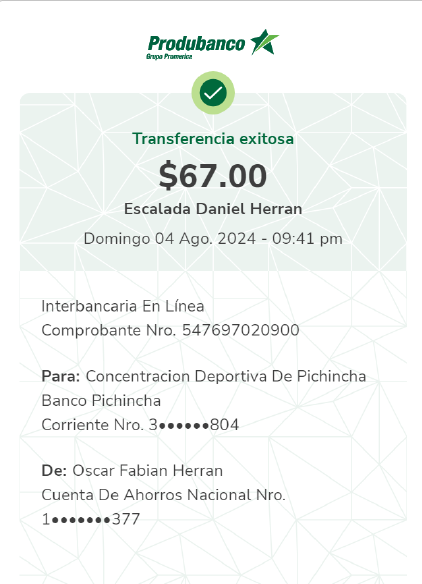 Produbanco
Grupo Promerica
Transferencia exitosa
$67.00
Escalada Daniel Herran
Domingo 04 Ago. 2024 - 09:41 pm
Interbancaria En Línea
Comprobante Nro. 547697020900
Para: Concentracion Deportiva De Pichincha
Banco Pichincha
Corriente Nro. 3●●●●●●804
De: Oscar Fabian Herran
Cuenta De Ahorros Nacional Nro.
1●●●●●●●377